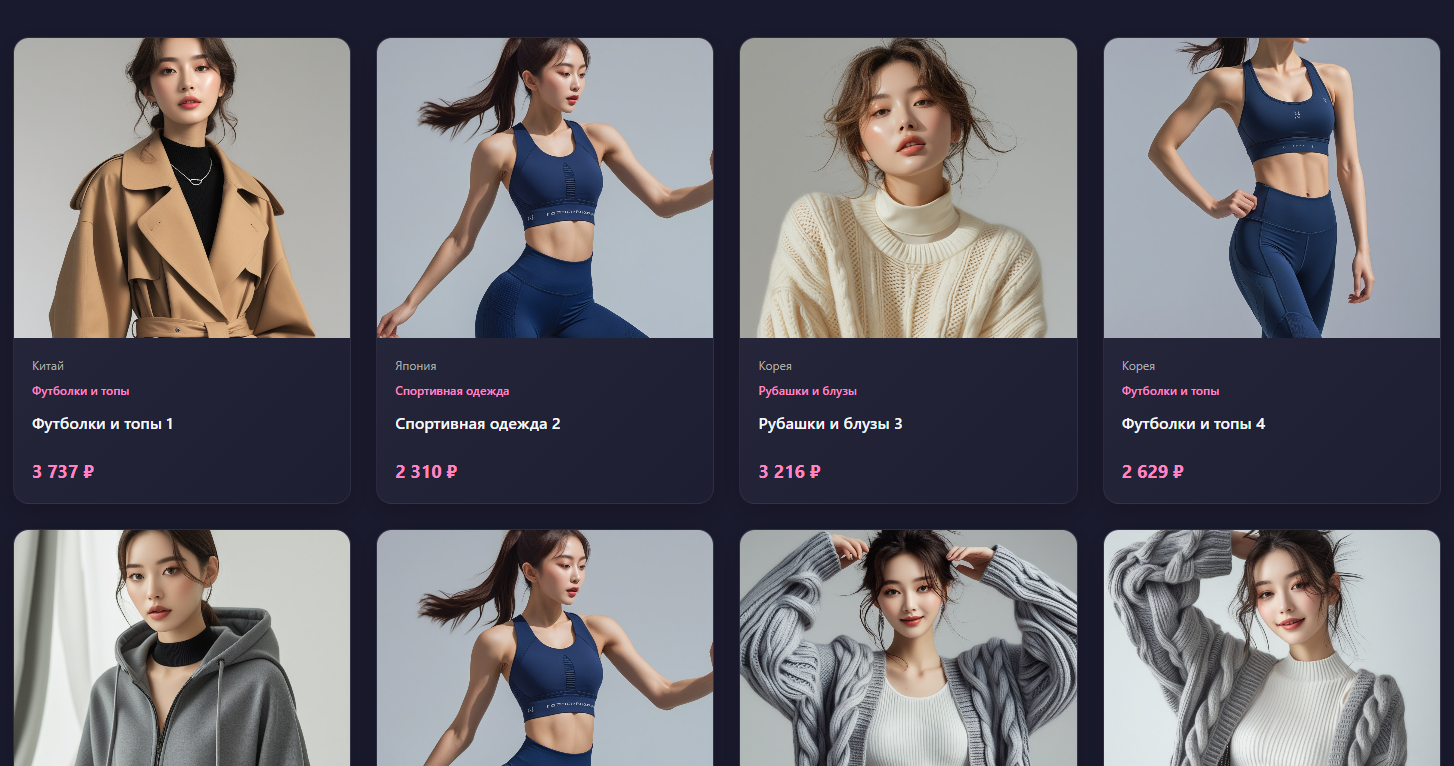 Китай
Футболки и топы
Футболки и топы 1
3 737 ₽
Япония
Спортивная одежда
Спортивная одежда 2
2 310 ₽
Корея
Рубашки и блузы
Рубашки и блузы 3
3 216 ₽
Корея
Футболки и топы
Футболки и топы 4
2 629 ₽